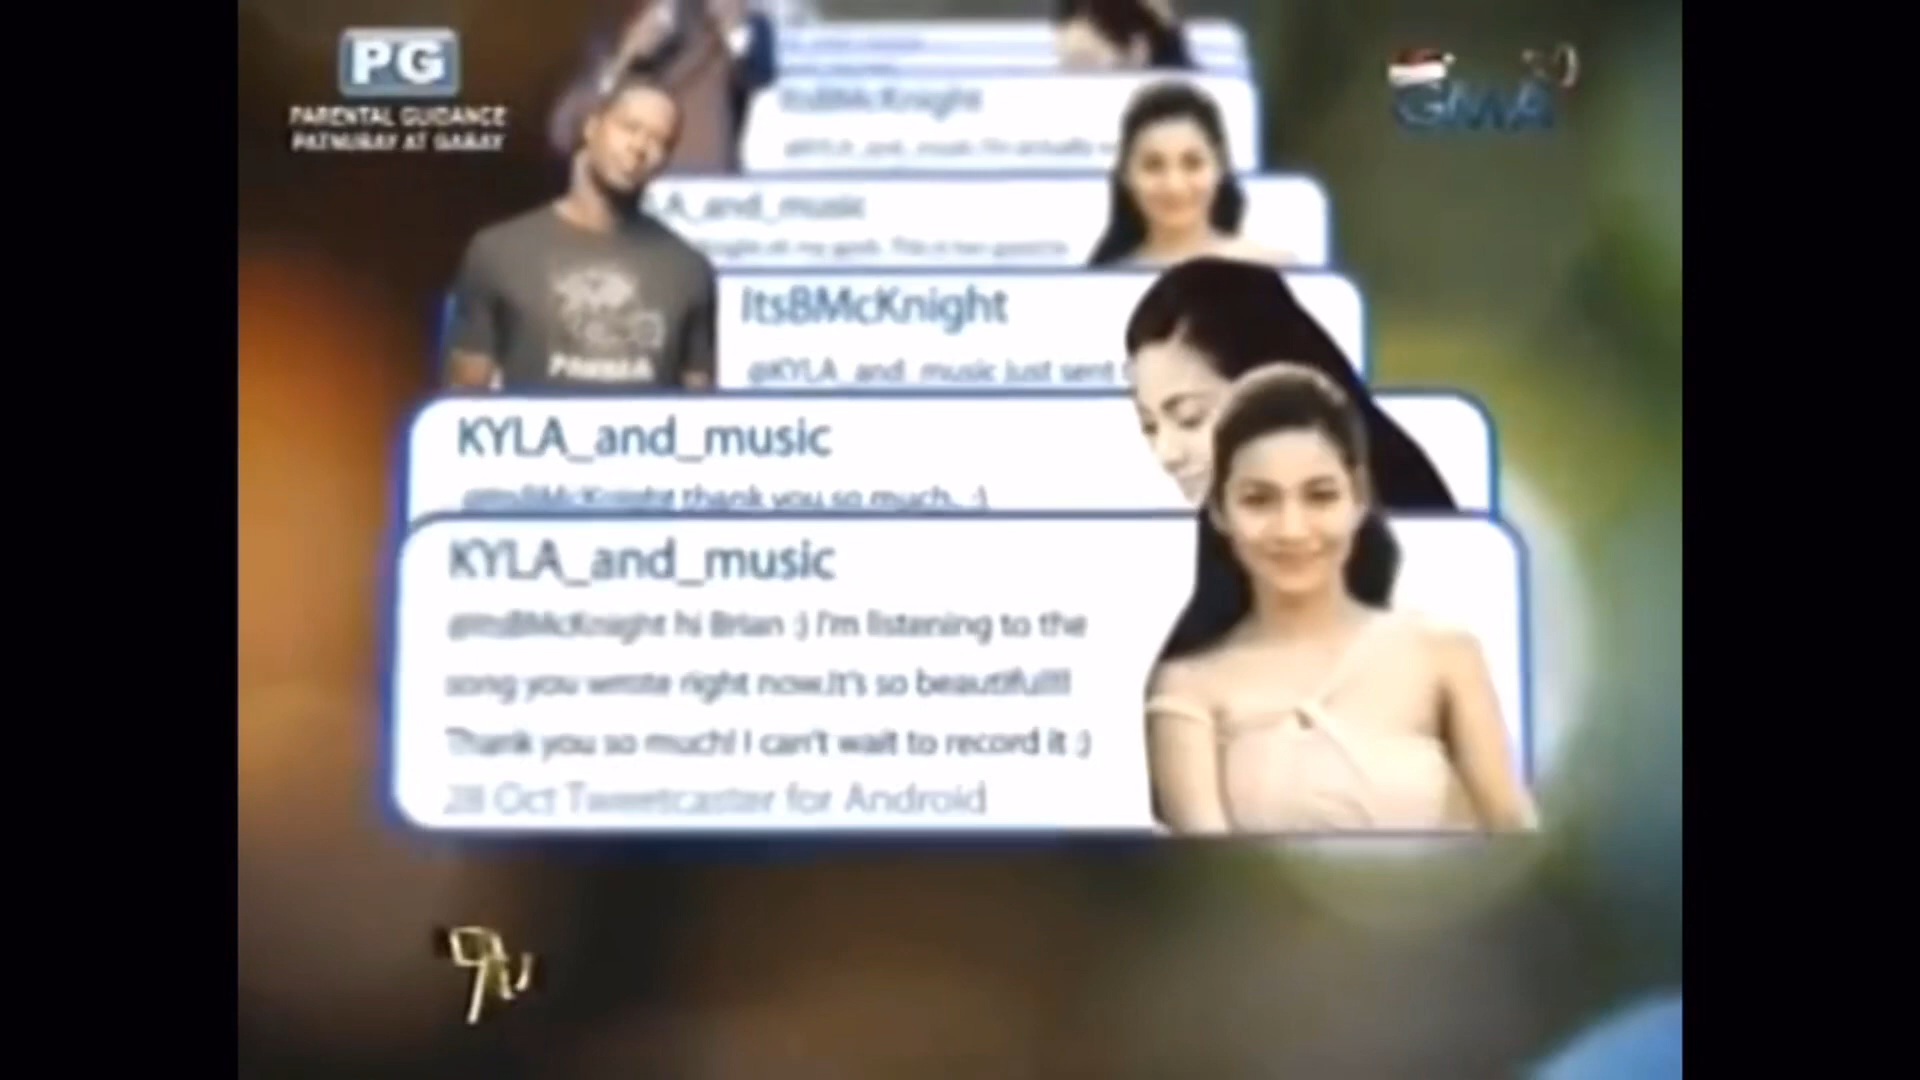 PG
PARENTAL GUIDANCE
PATNUBAY AT GABAY
GMA
ItsBMcKnight
A_and_music
ItsBMcKnight
@KYLA_and_music Just sent
KYLA_and_music
@ItsBMcKnight thank you so much.. :)
KYLA_and_music
@ItsBMcKnight hi Brian :) I'm listening to the
song you wrote right now.It's so beautiful!!!
Thank you so much! I can't wait to record it :)
28 Oct Tweetcaster for Android